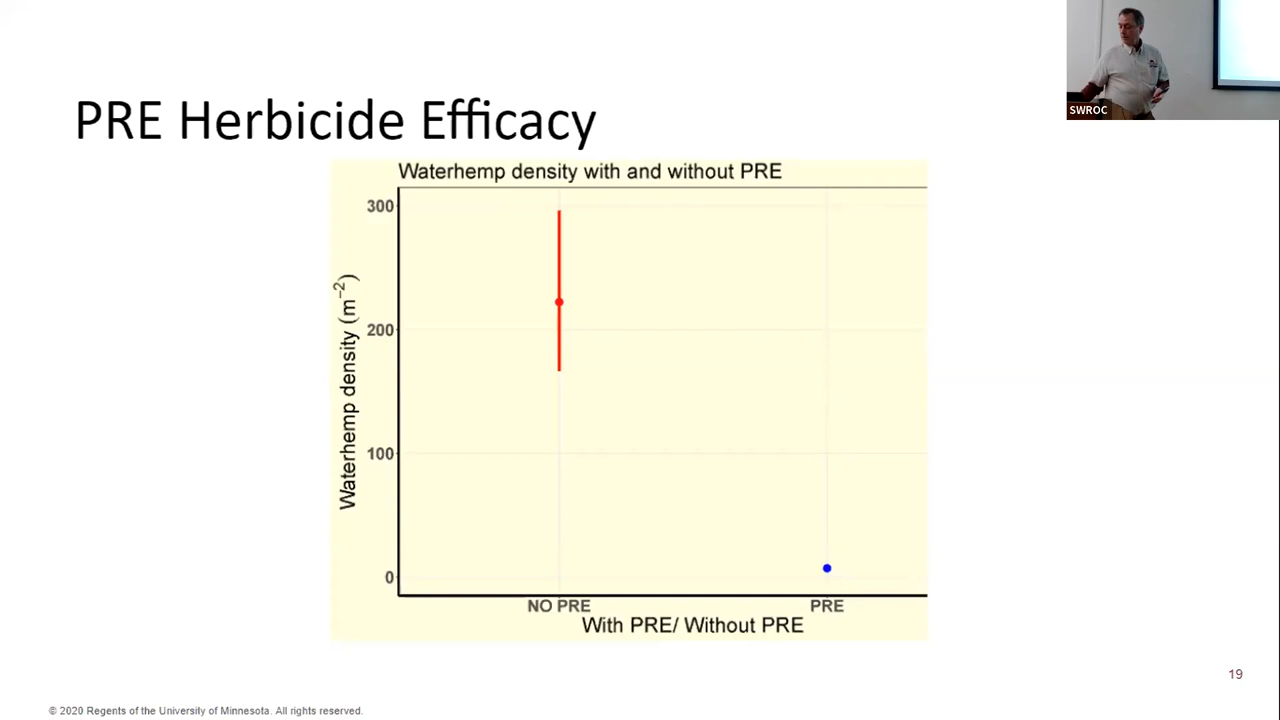 SWROC
PRE Herbicide Efficacy
Waterhemp density with and without PRE
300
200
100
0
Waterhemp density (m⁻²)
NO PRE
PRE
With PRE/ Without PRE
19
© 2020 Regents of the University of Minnesota. All rights reserved.